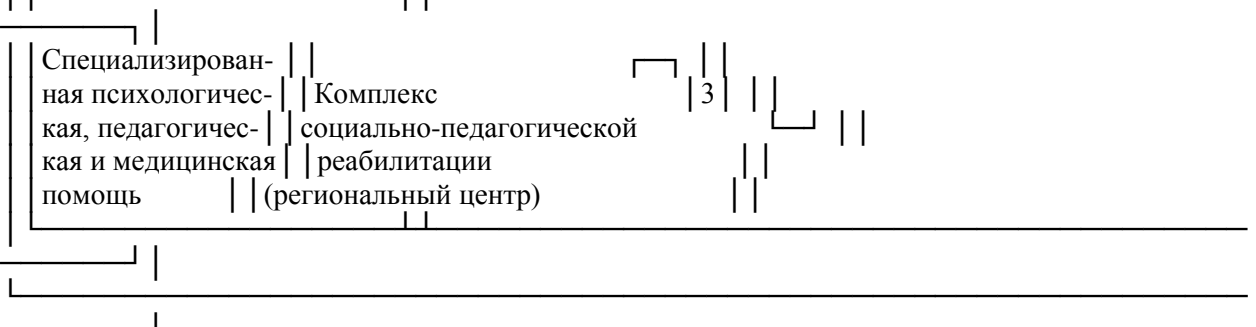 Специализирован-
ная психологичес- Комплекс 3
кая, педагогичес- социально-педагогической
кая и медицинская реабилитации
помощь (региональный центр)